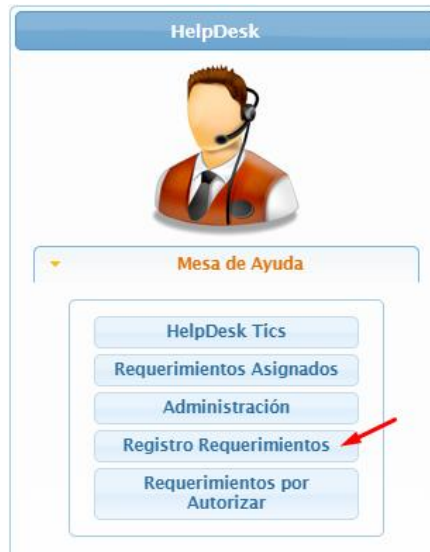 HelpDesk
Mesa de Ayuda
HelpDesk Tics
Requerimientos Asignados
Administración
Registro Requerimientos
Requerimientos por
Autorizar